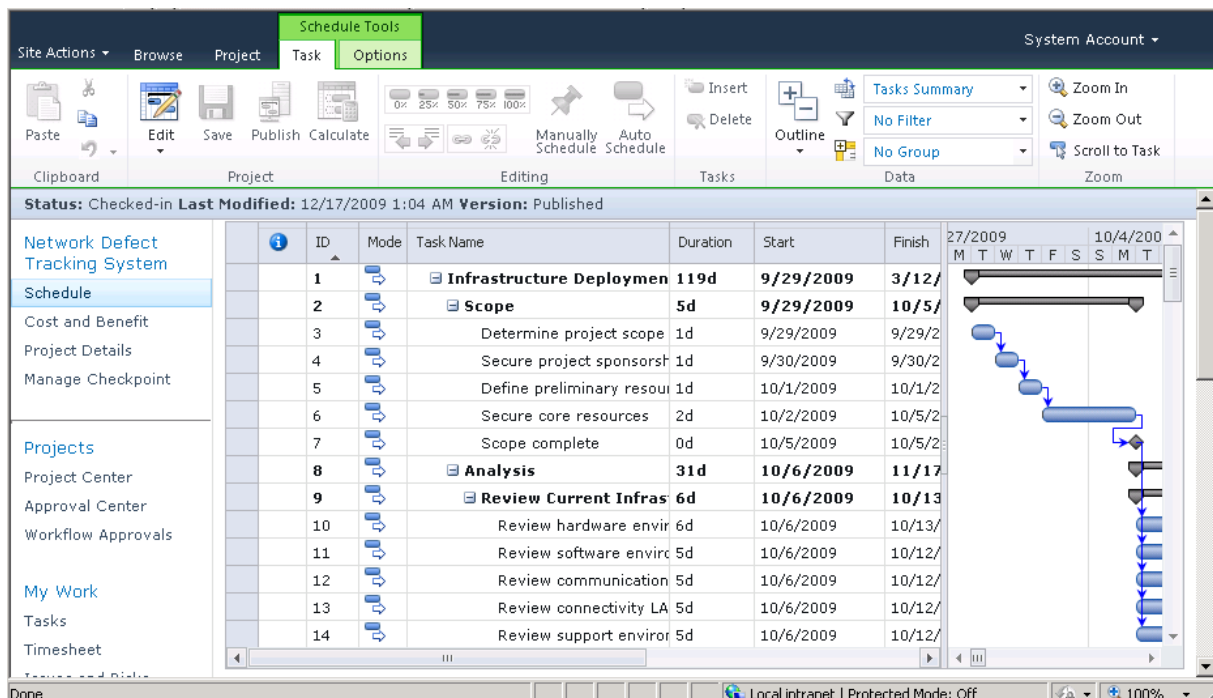 Schedule Tools
Site Actions Browse Project Task Options System Account
0% 25% 50% 75% 100%
Insert
Delete
Tasks Summary
No Filter
No Group
Zoom In
Zoom Out
Scroll to Task
Paste Edit Save Publish Calculate Manually Schedule Auto Schedule Outline
Clipboard Project Editing Tasks Data Zoom
Status: Checked-in Last Modified: 12/17/2009 1:04 AM Version: Published
Network Defect
Tracking System
Schedule
Cost and Benefit
Project Details
Manage Checkpoint
Projects
Project Center
Approval Center
Workflow Approvals
My Work
Tasks
Timesheet
ID Mode Task Name Duration Start Finish 27/2009 10/4/200
M T W T F S S M T
1 Infrastructure Deploymen 119d 9/29/2009 3/12/
2 Scope 5d 9/29/2009 10/5/
3 Determine project scope 1d 9/29/2009 9/29/2
4 Secure project sponsorsh 1d 9/30/2009 9/30/2
5 Define preliminary resou 1d 10/1/2009 10/1/2
6 Secure core resources 2d 10/2/2009 10/5/2
7 Scope complete 0d 10/5/2009 10/5/2
8 Analysis 31d 10/6/2009 11/17
9 Review Current Infras 6d 10/6/2009 10/13
10 Review hardware envir 6d 10/6/2009 10/13/
11 Review software enviro 5d 10/6/2009 10/12/
12 Review communication 5d 10/6/2009 10/12/
13 Review connectivity LA 5d 10/6/2009 10/12/
14 Review support environ 5d 10/6/2009 10/12/
Done Local intranet | Protected Mode: Off 100%